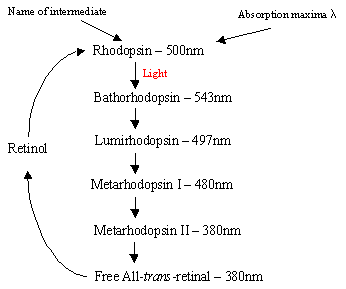 Name of intermediate
Absorption maxima λ
Rhodopsin – 500nm
Light
Bathorhodopsin – 543nm
Lumirhodopsin – 497nm
Retinol
Metarhodopsin I – 480nm
Metarhodopsin II – 380nm
Free All-trans-retinal – 380nm